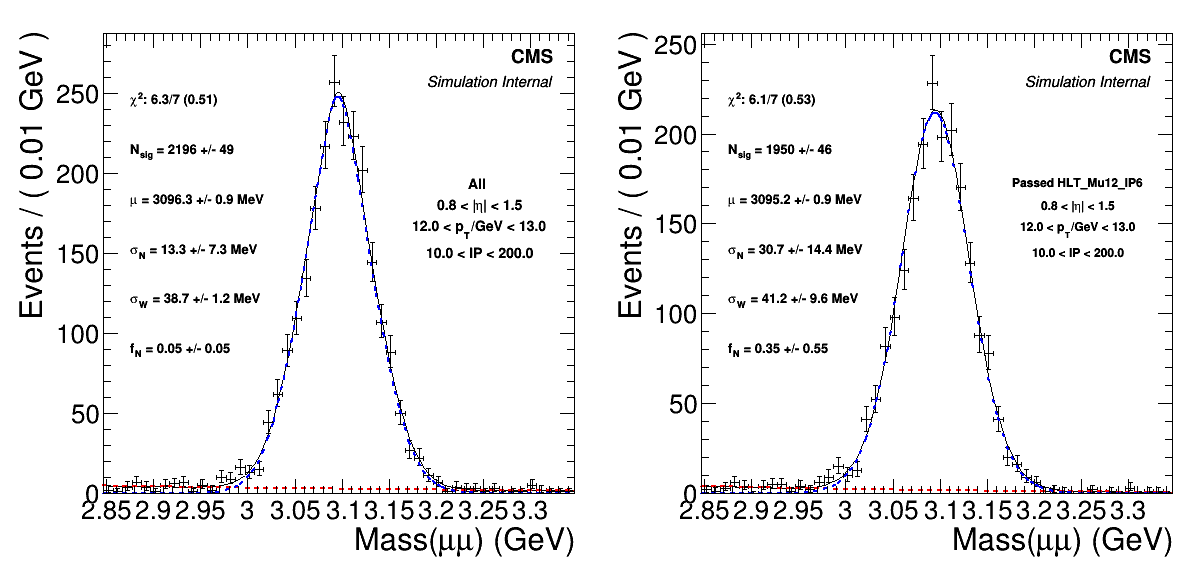 CMS
Simulation Internal
χ²: 6.3/7 (0.51)
N_sig = 2196 +/- 49
μ = 3096.3 +/- 0.9 MeV
σ_N = 13.3 +/- 7.3 MeV
σ_W = 38.7 +/- 1.2 MeV
f_N = 0.05 +/- 0.05
All
0.8 < |η| < 1.5
12.0 < p_T/GeV < 13.0
10.0 < IP < 200.0
Events / ( 0.01 GeV )
250
200
150
100
50
0
2.85 2.9 2.95 3 3.05 3.1 3.15 3.2 3.25 3.3
Mass(μμ) (GeV)
CMS
Simulation Internal
χ²: 6.1/7 (0.53)
N_sig = 1950 +/- 46
μ = 3095.2 +/- 0.9 MeV
σ_N = 30.7 +/- 14.4 MeV
σ_W = 41.2 +/- 9.6 MeV
f_N = 0.35 +/- 0.55
Passed HLT_Mu12_IP6
0.8 < |η| < 1.5
12.0 < p_T/GeV < 13.0
10.0 < IP < 200.0
Events / ( 0.01 GeV )
250
200
150
100
50
0
2.85 2.9 2.95 3 3.05 3.1 3.15 3.2 3.25 3.3
Mass(μμ) (GeV)